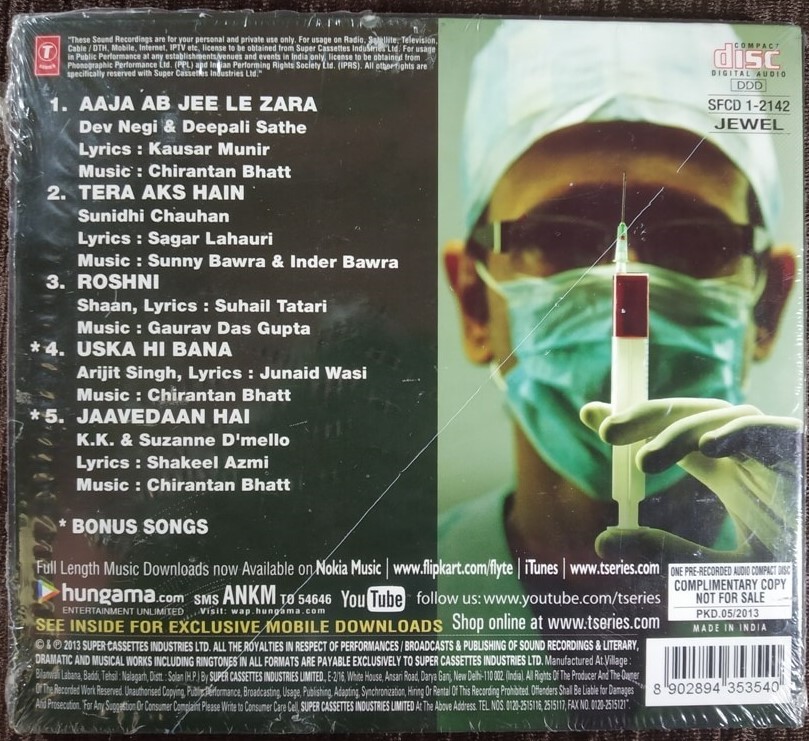 T
"These Sound Recordings are for your personal and private use only. For usage on Radio, Satellite, Television,
Cable / DTH, Mobile, Internet, IPTV etc, license to be obtained from Super Cassettes Industries Ltd. For usage
in Public Performance at any establishments/venues and events in India only, license to be obtained from
Phonographic Performance Ltd. (PPL) and Indian Performing Rights Society Ltd. (IPRS). All other rights are
specifically reserved with Super Cassettes Industries Ltd."
COMPACT
disc
DIGITAL AUDIO
DDD
SFCD 1-2142
JEWEL
1. AAJA AB JEE LE ZARA
Dev Negi & Deepali Sathe
Lyrics : Kausar Munir
Music : Chirantan Bhatt
2. TERA AKS HAIN
Sunidhi Chauhan
Lyrics : Sagar Lahauri
Music : Sunny Bawra & Inder Bawra
3. ROSHNI
Shaan, Lyrics : Suhail Tatari
Music : Gaurav Das Gupta
*4. USKA HI BANA
Arijit Singh, Lyrics : Junaid Wasi
Music : Chirantan Bhatt
*5. JAAVEDAAN HAI
K.K. & Suzanne D'mello
Lyrics : Shakeel Azmi
Music : Chirantan Bhatt
* BONUS SONGS
Full Length Music Downloads now Available on Nokia Music | www.flipkart.com/flyte | iTunes | www.tseries.com
hungama.com SMS ANKM TO 54646 YouTube follow us: www.youtube.com/tseries
ENTERTAINMENT UNLIMITED Visit: wap.hungama.com
SEE INSIDE FOR EXCLUSIVE MOBILE DOWNLOADS Shop online at www.tseries.com
ONE PRE-RECORDED AUDIO COMPACT DISC
COMPLIMENTARY COPY
NOT FOR SALE
PKD.05/2013
MADE IN INDIA
© & ℗ 2013 SUPER CASSETTES INDUSTRIES LTD. ALL THE ROYALTIES IN RESPECT OF PERFORMANCES / BROADCASTS & PUBLISHING OF SOUND RECORDINGS & LITERARY,
DRAMATIC AND MUSICAL WORKS INCLUDING RINGTONES IN ALL FORMATS ARE PAYABLE EXCLUSIVELY TO SUPER CASSETTES INDUSTRIES LTD. Manufactured At.Village :
Bilanwali Labana, Baddi, Tehsil : Nalagarh, Distt : Solan (H.P.) By SUPER CASSETTES INDUSTRIES LIMITED., E-2/16, White House, Ansari Road, Darya Ganj, New Delhi-110 002. (India). All Rights Of The Producer And The Owner
Of The Recorded Work Reserved. Unauthorised Copying, Public Performance, Broadcasting, Usage, Publishing, Adapting, Synchronization, Hiring Or Rental Of This Recording Prohibited. Offenders Shall Be Liable for Damages
And Prosecution. "For Any Suggestion Or Consumer Complaint Please Write to Consumer Care Cell, SUPER CASSETTES INDUSTRIES LIMITED At the Above Address. TEL. NOS. 0120-2515116, 2515117, FAX NO. 0120-2515121".
8 902894 353540